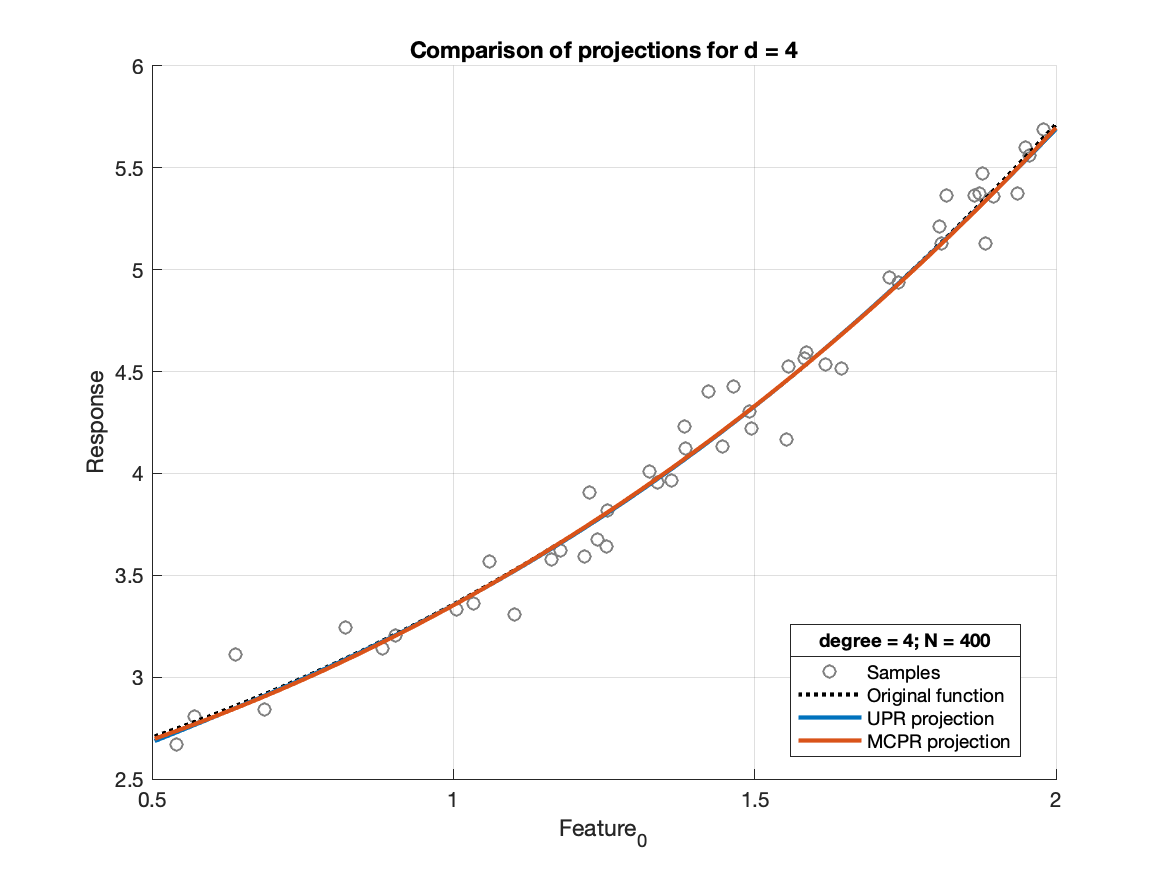 Comparison of projections for d = 4
6
5.5
5
4.5
4
3.5
3
2.5
Response
0.5 1 1.5 2
Feature0
degree = 4; N = 400
Samples
Original function
UPR projection
MCPR projection